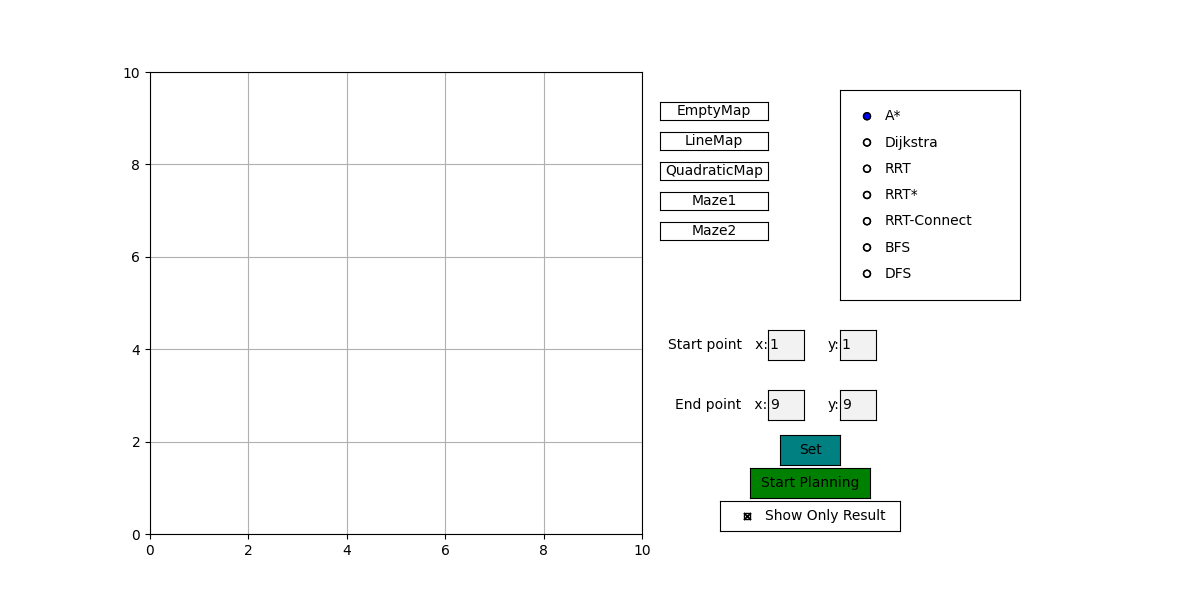 10
8
6
4
2
0
0 2 4 6 8 10
EmptyMap
LineMap
QuadraticMap
Maze1
Maze2
A*
Dijkstra
RRT
RRT*
RRT-Connect
BFS
DFS
Start point x: 1 y: 1
End point x: 9 y: 9
Set
Start Planning
Show Only Result